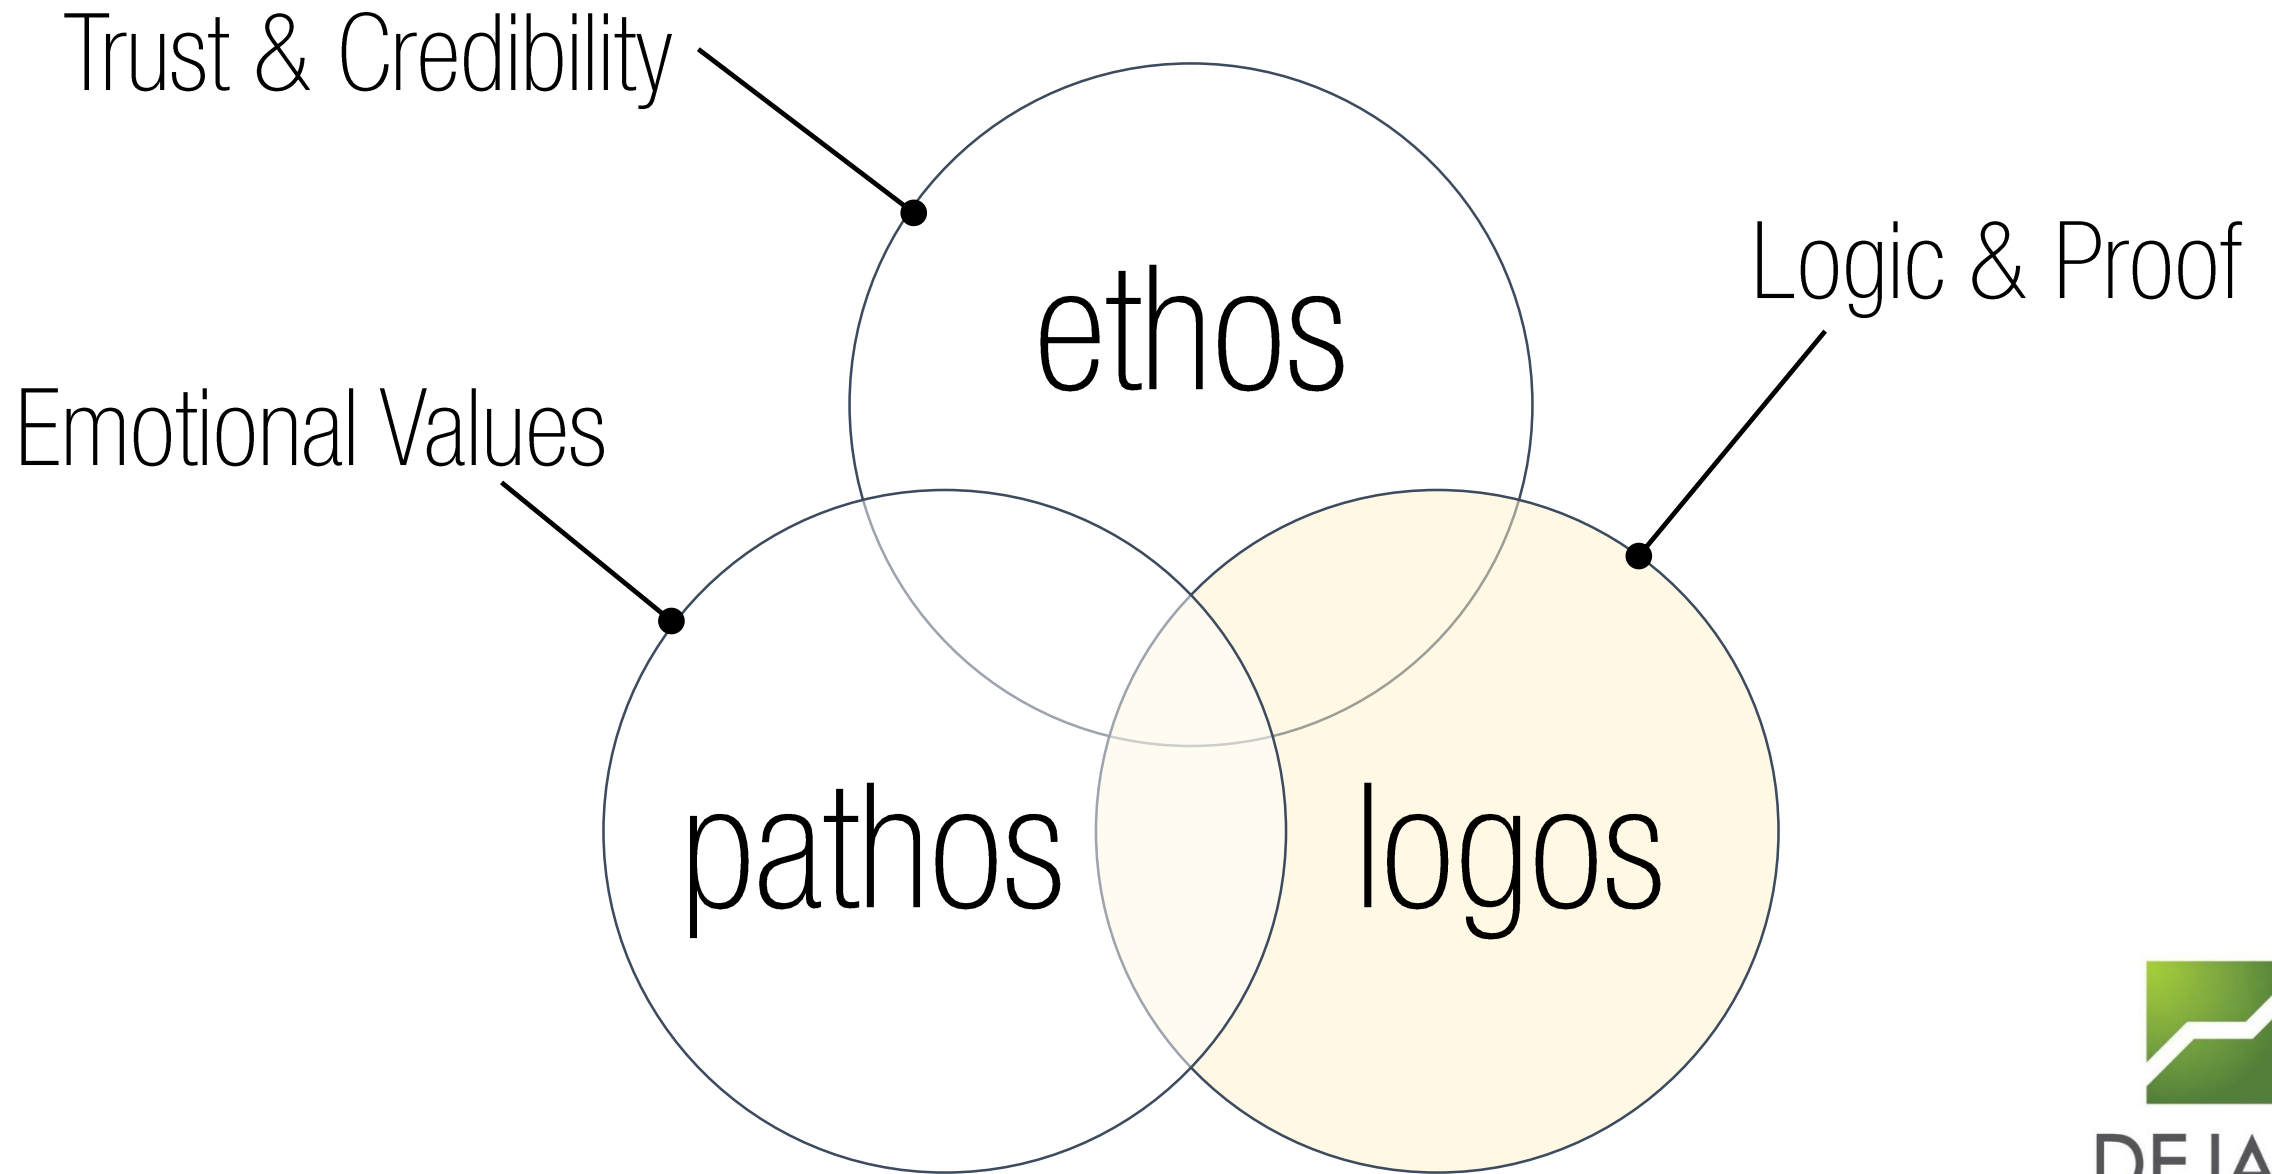 Trust & Credibility
Logic & Proof
ethos
Emotional Values
pathos
logos